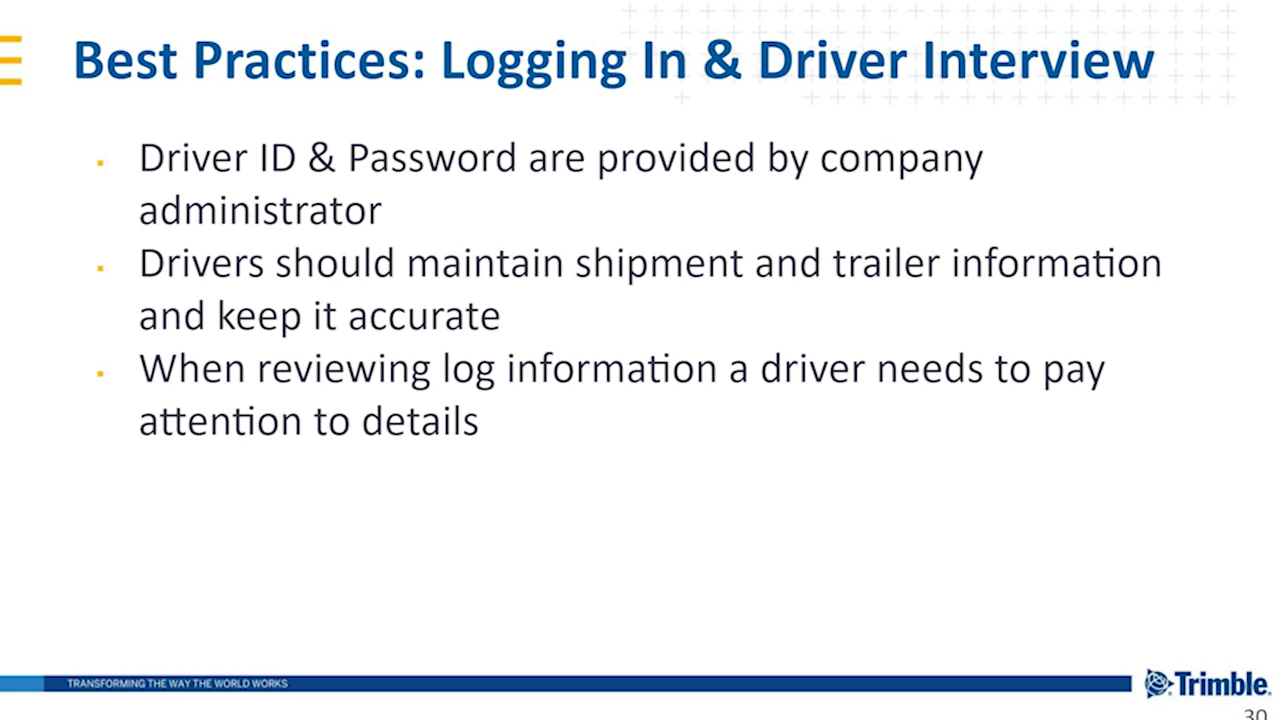 Best Practices: Logging In & Driver Interview
Driver ID & Password are provided by company
administrator
Drivers should maintain shipment and trailer information
and keep it accurate
When reviewing log information a driver needs to pay
attention to details
TRANSFORMING THE WAY THE WORLD WORKS
Trimble.
30